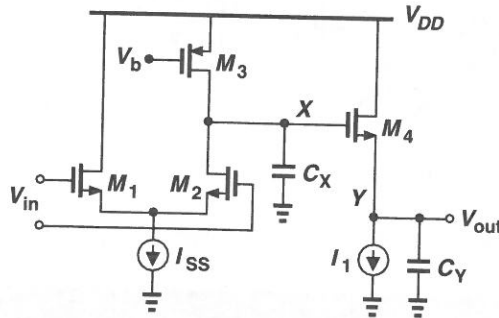 V_DD
V_b
M_3
X
M_4
V_in
M_1
M_2
C_X
Y
V_out
I_SS
I_1
C_Y